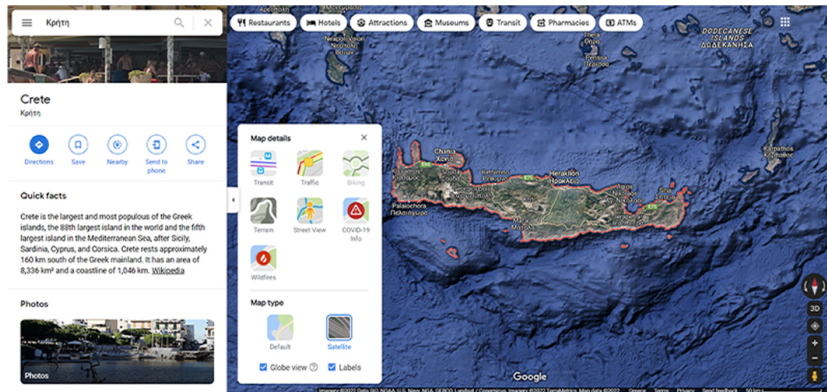 Κρήτη
Restaurants
Hotels
Attractions
Museums
Transit
Pharmacies
ATMs
Crete
Κρήτη
Directions
Save
Nearby
Send to
phone
Share
Quick facts
Crete is the largest and most populous of the Greek
islands, the 88th largest island in the world and the fifth
largest island in the Mediterranean Sea, after Sicily,
Sardinia, Cyprus, and Corsica. Crete rests approximately
160 km south of the Greek mainland. It has an area of
8,336 km² and a coastline of 1,046 km. Wikipedia
Photos
Photos
Map details
Transit
Traffic
Biking
Terrain
Street View
COVID-19
Info
Wildfires
Map type
Default
Satellite
Globe view
Labels
DODECANESE
ISLANDS
ΔΩΔΕΚΑΝΗΣΑ
Thera
Θήρα
Perissa
Περίσσα
Karpathos
Κάρπαθος
Chania
Χανιά
Heraklion
Ηράκλειο
Palaiochora
Παλαιόχωρα
Google
3D